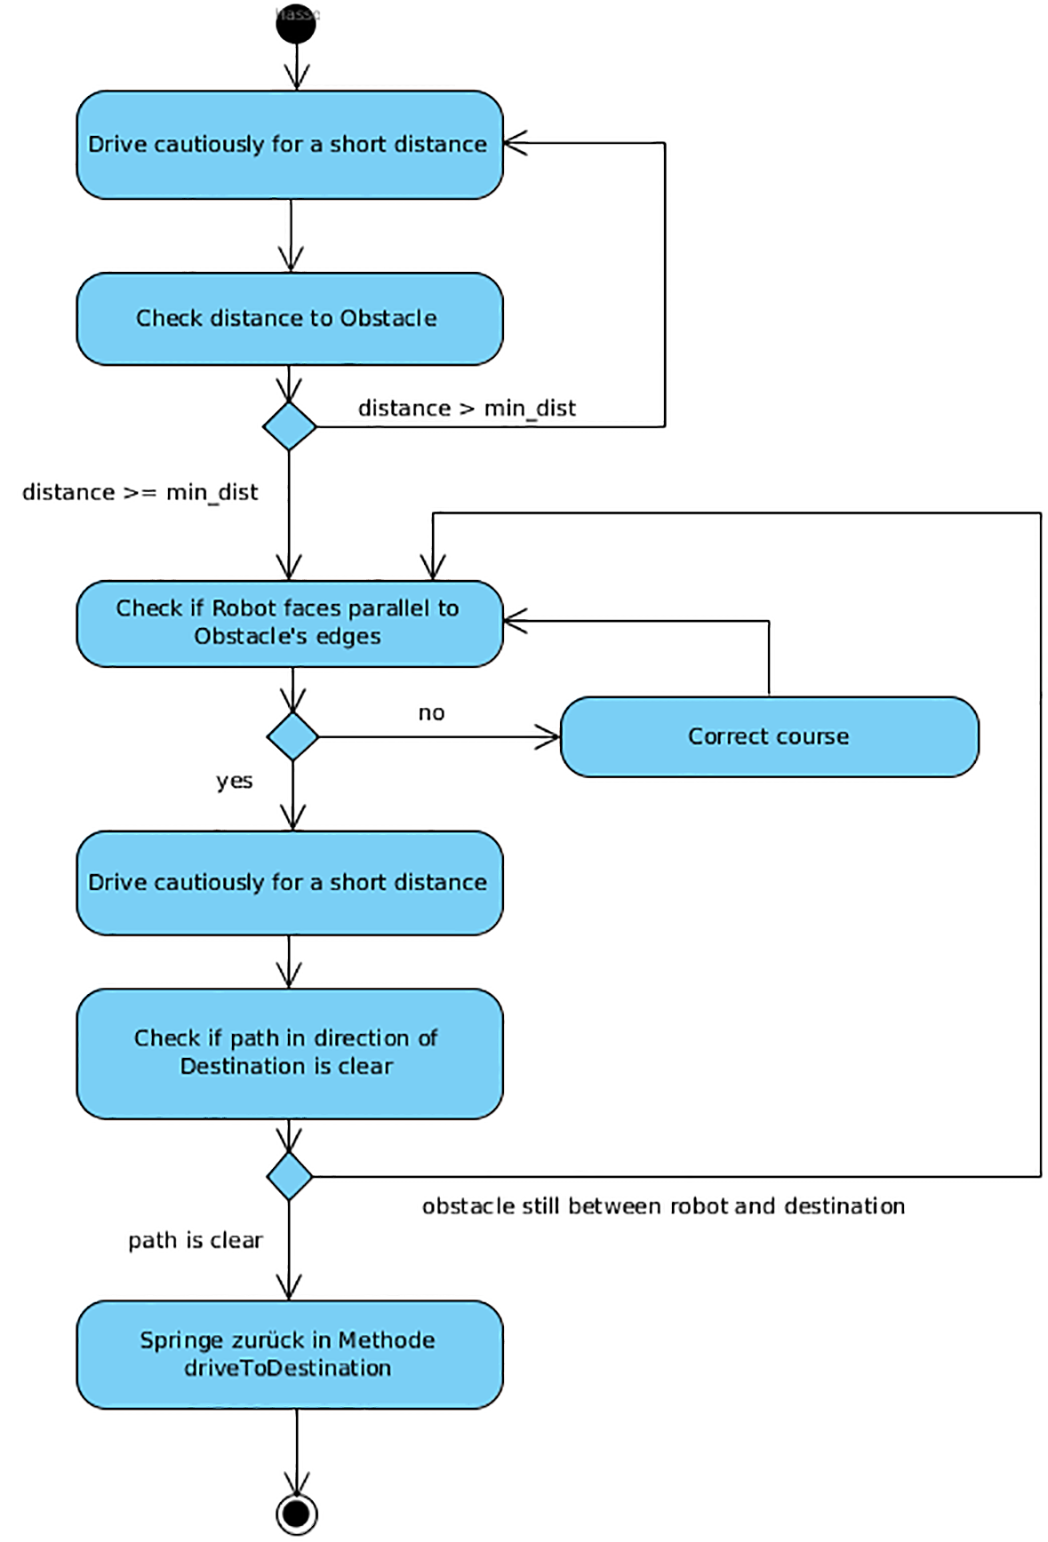 Drive cautiously for a short distance
Check distance to Obstacle
distance > min_dist
distance >= min_dist
Check if Robot faces parallel to
Obstacle's edges
no
Correct course
yes
Drive cautiously for a short distance
Check if path in direction of
Destination is clear
obstacle still between robot and destination
path is clear
Springe zurück in Methode
driveToDestination